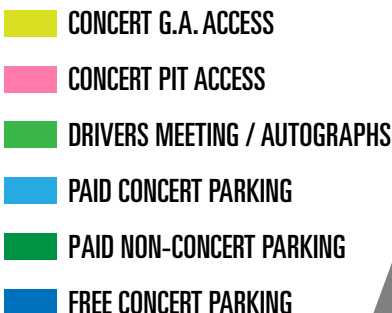 CONCERT G.A. ACCESS
CONCERT PIT ACCESS
DRIVERS MEETING / AUTOGRAPHS
PAID CONCERT PARKING
PAID NON-CONCERT PARKING
FREE CONCERT PARKING